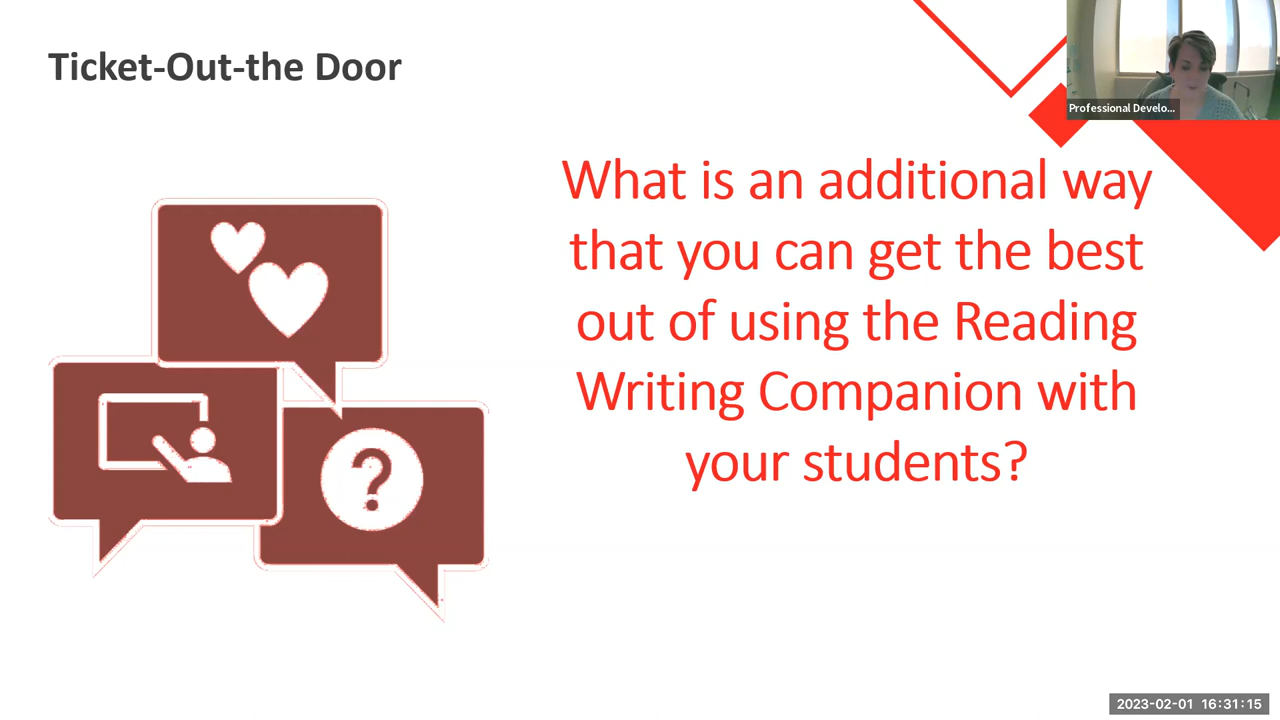 Ticket-Out-the Door
Professional Develo...
What is an additional way
that you can get the best
out of using the Reading
Writing Companion with
your students?
?
2023-02-01 16:31:15